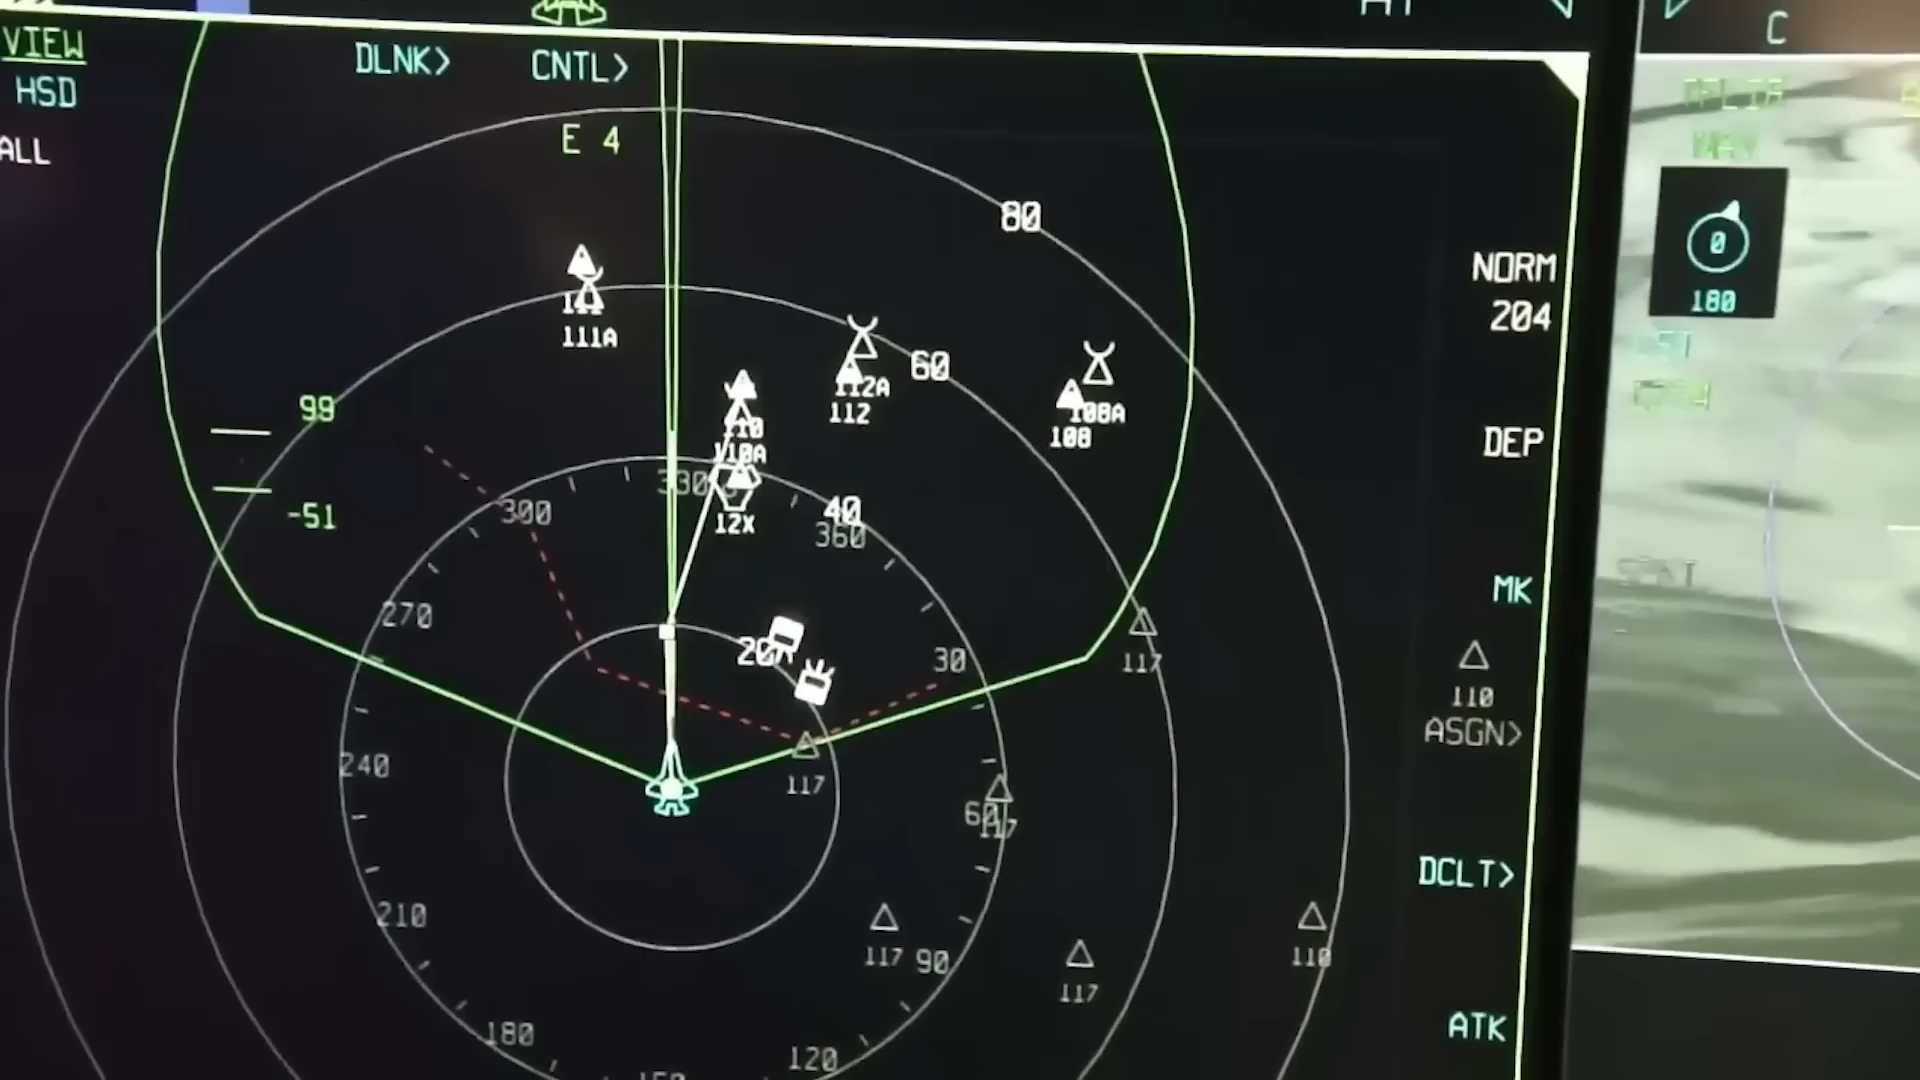 VIEW
HSD
DLNK>
CNTL>
C
ALL
E 4
80
NORM
204
0
180
111A
60
112A
112
108A
108
99
110
110A
DEP
-51
300
330
40
360
12X
MK
270
20
30
117
110
ASGN>
240
117
60
117
DCLT>
210
117
90
117
110
180
120
ATK